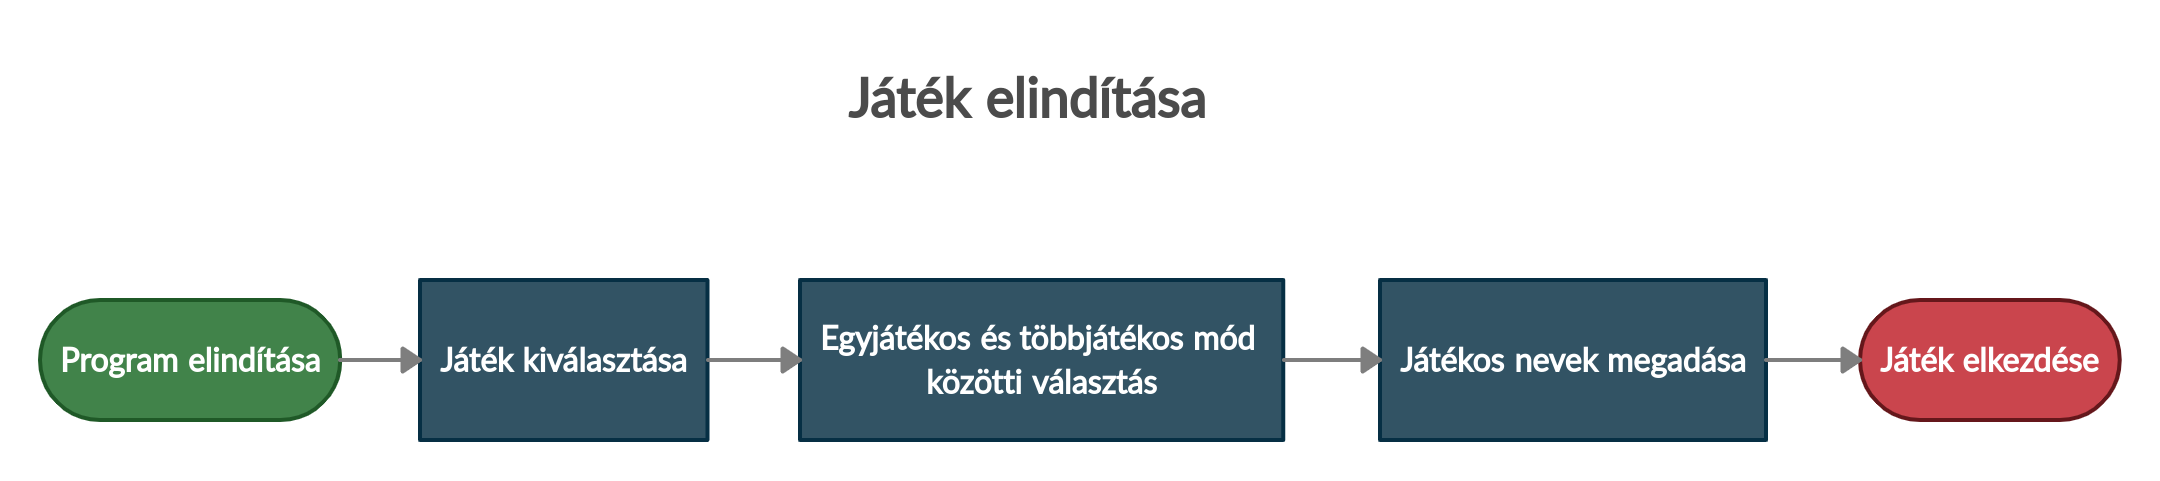 Játék elindítása
Program elindítása
Játék kiválasztása
Egyjátékos és többjátékos mód
közötti választás
Játékos nevek megadása
Játék elkezdése